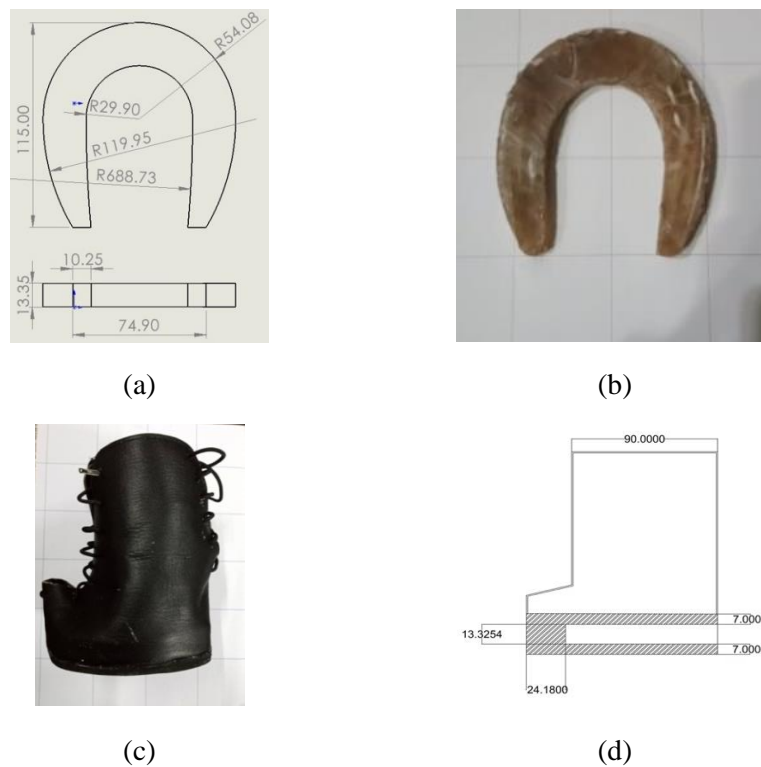 R54.08
115.00
R29.90
R119.95
R688.73
10.25
13.35
74.90
(a)
(b)
90.0000
7.000
13.3254
7.000
24.1800
(c)
(d)